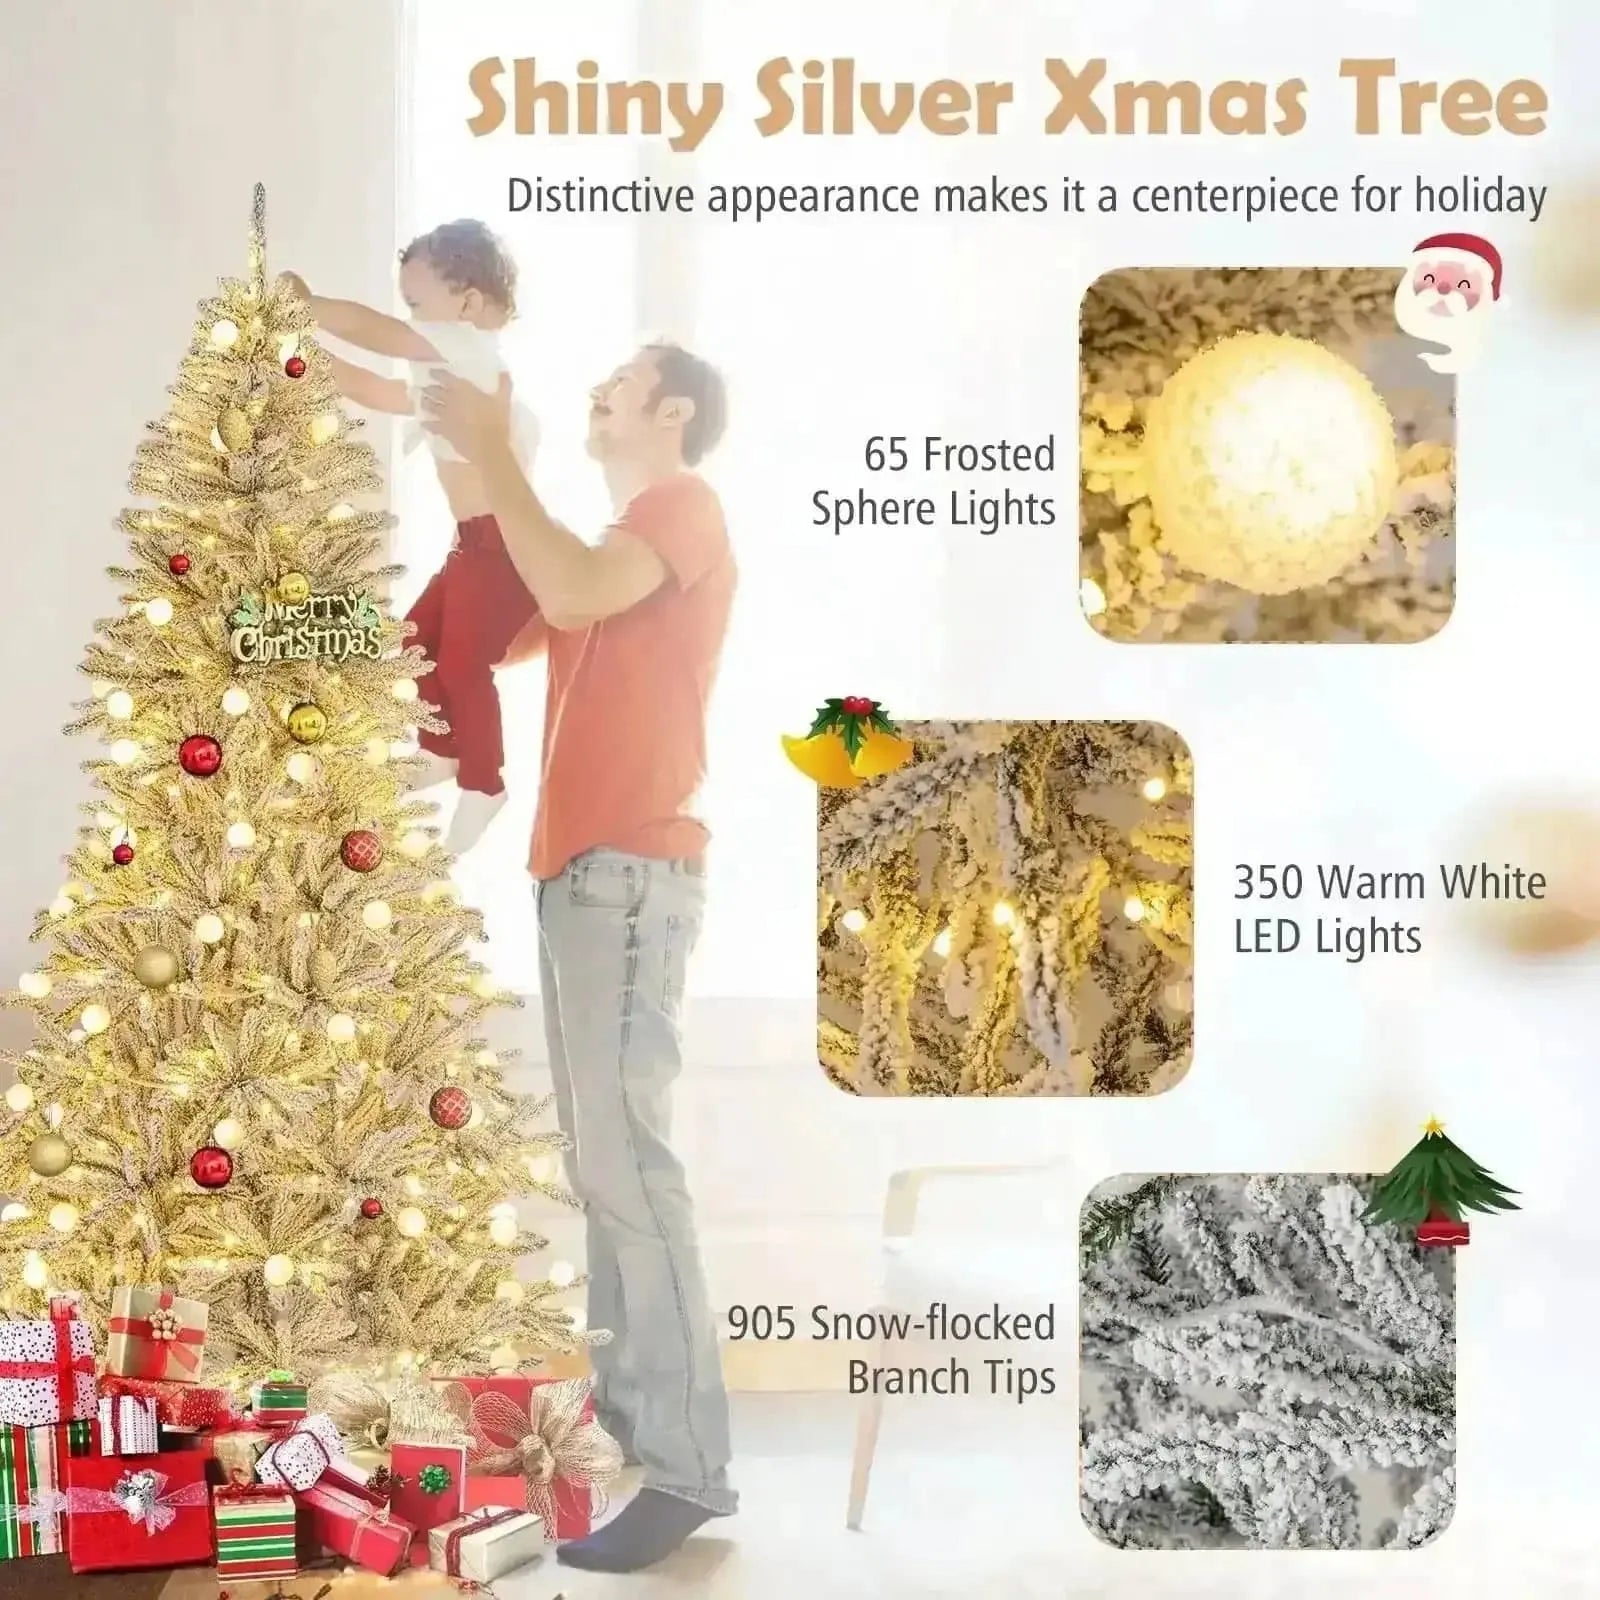 Shiny Silver Xmas Tree
Distinctive appearance makes it a centerpiece for holiday
65 Frosted
Sphere Lights
Merry
Christmas
350 Warm White
LED Lights
905 Snow-flocked
Branch Tips